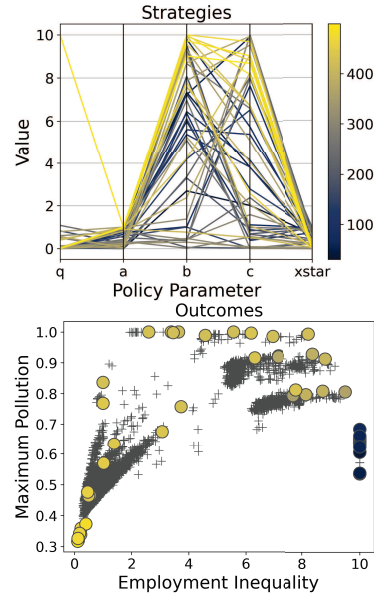 Strategies
10
8
6
4
2
0
Value
q a b c xstar
Policy Parameter
400
300
200
100
Outcomes
1.0
0.9
0.8
0.7
0.6
0.5
0.4
0.3
Maximum Pollution
0 2 4 6 8 10
Employment Inequality